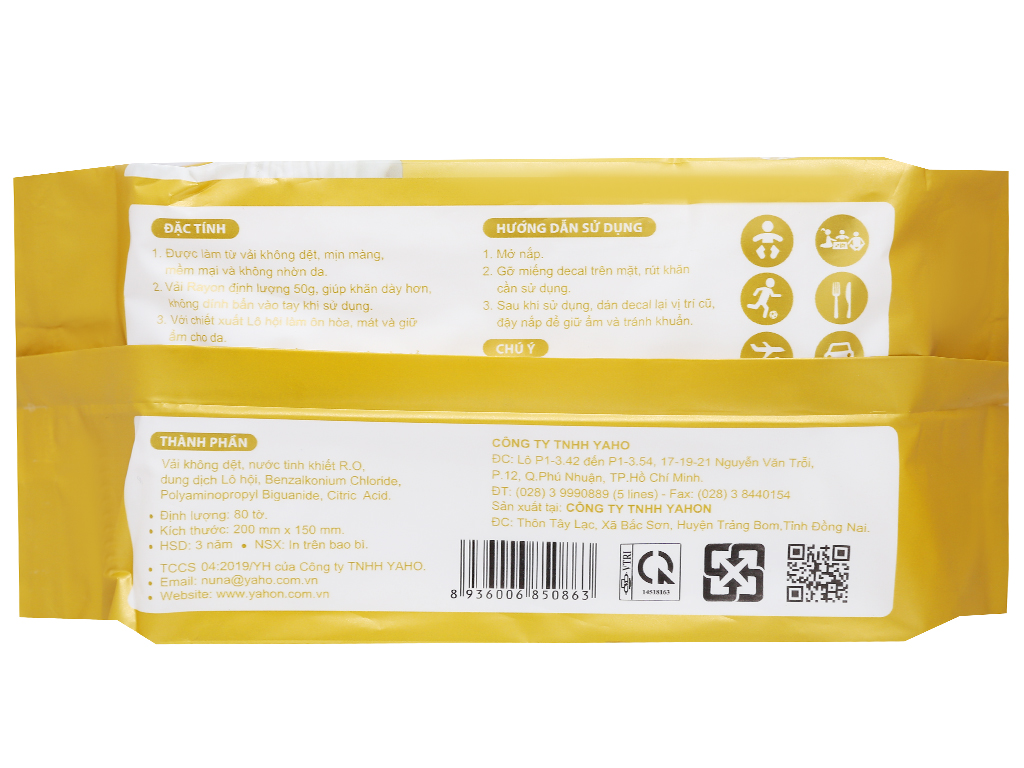 ĐẶC TÍNH
1. Được làm từ vải không dệt, mịn màng,
mềm mại và không nhờn da.
2. Vải Rayon định lượng 50g, giúp khăn dày hơn,
không dính bẩn vào tay khi sử dụng.
3. Với chiết xuất Lô hội làm ôn hòa, mát và giữ
ẩm cho da.
HƯỚNG DẪN SỬ DỤNG
1. Mở nắp.
2. Gỡ miếng decal trên mặt, rút khăn
cần sử dụng.
3. Sau khi sử dụng, dán decal lại vị trí cũ,
đậy nắp để giữ ẩm và tránh khuẩn.
CHÚ Ý
THÀNH PHẦN
Vải không dệt, nước tinh khiết R.O,
dung dịch Lô hội, Benzalkonium Chloride,
Polyaminopropyl Biguanide, Citric Acid.
• Định lượng: 80 tờ.
• Kích thước: 200 mm x 150 mm.
• HSD: 3 năm • NSX: In trên bao bì.
• TCCS 04:2019/YH của Công ty TNHH YAHO.
• Email: nuna@yaho.com.vn
• Website: www.yahon.com.vn
CÔNG TY TNHH YAHO
ĐC: Lô P1-3.42 đến P1-3.54, 17-19-21 Nguyễn Văn Trỗi,
P.12, Q.Phú Nhuận, TP.Hồ Chí Minh.
ĐT: (028) 3 9990889 (5 lines) - Fax: (028) 3 8440154
Sản xuất tại: CÔNG TY TNHH YAHON
ĐC: Thôn Tây Lạc, Xã Bắc Sơn, Huyện Trảng Bom,Tỉnh Đồng Nai.
8 936006 850863
VTRI
14518163